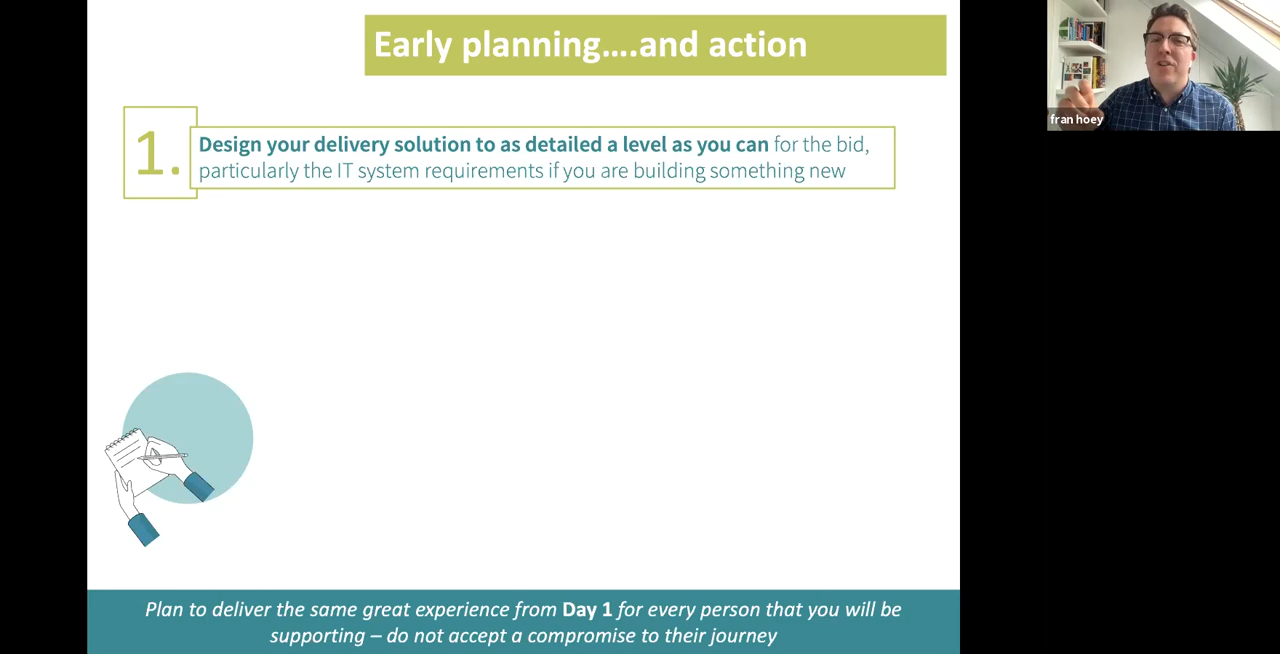 Early planning....and action
fran hoey
1.
Design your delivery solution to as detailed a level as you can for the bid,
particularly the IT system requirements if you are building something new
Plan to deliver the same great experience from Day 1 for every person that you will be
supporting – do not accept a compromise to their journey